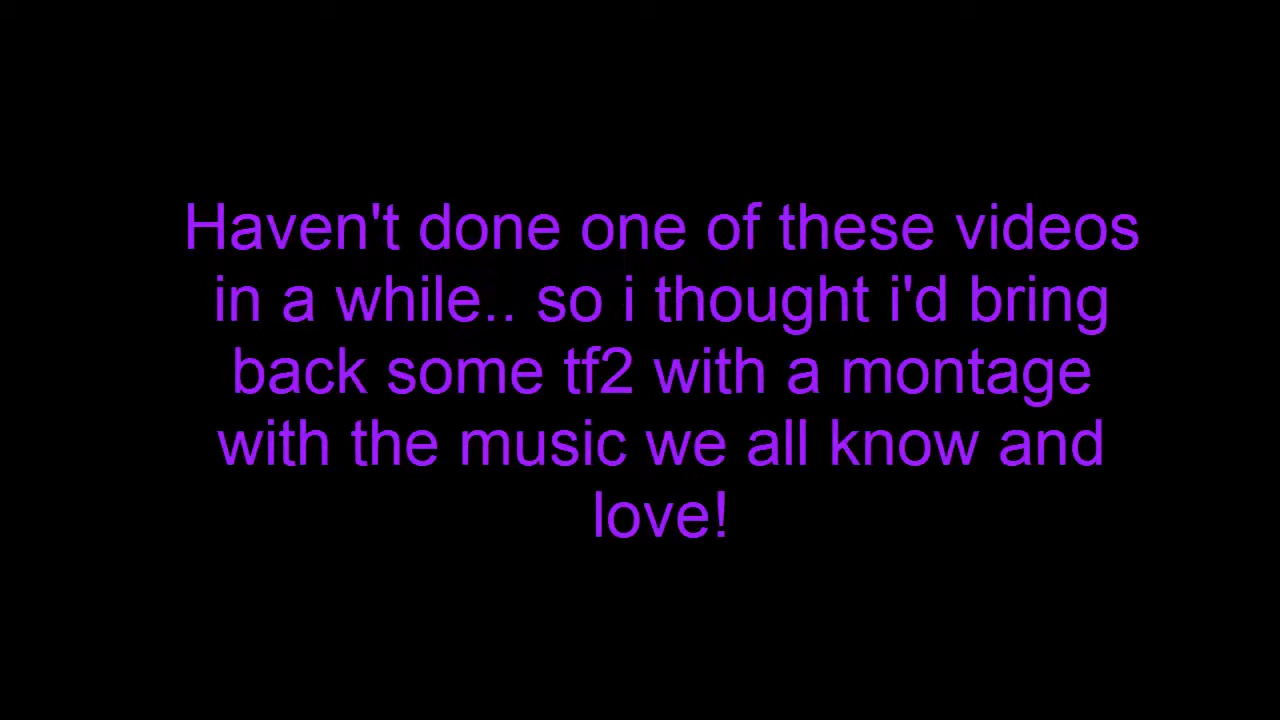 Haven't done one of these videos
in a while.. so i thought i'd bring
back some tf2 with a montage
with the music we all know and
love!